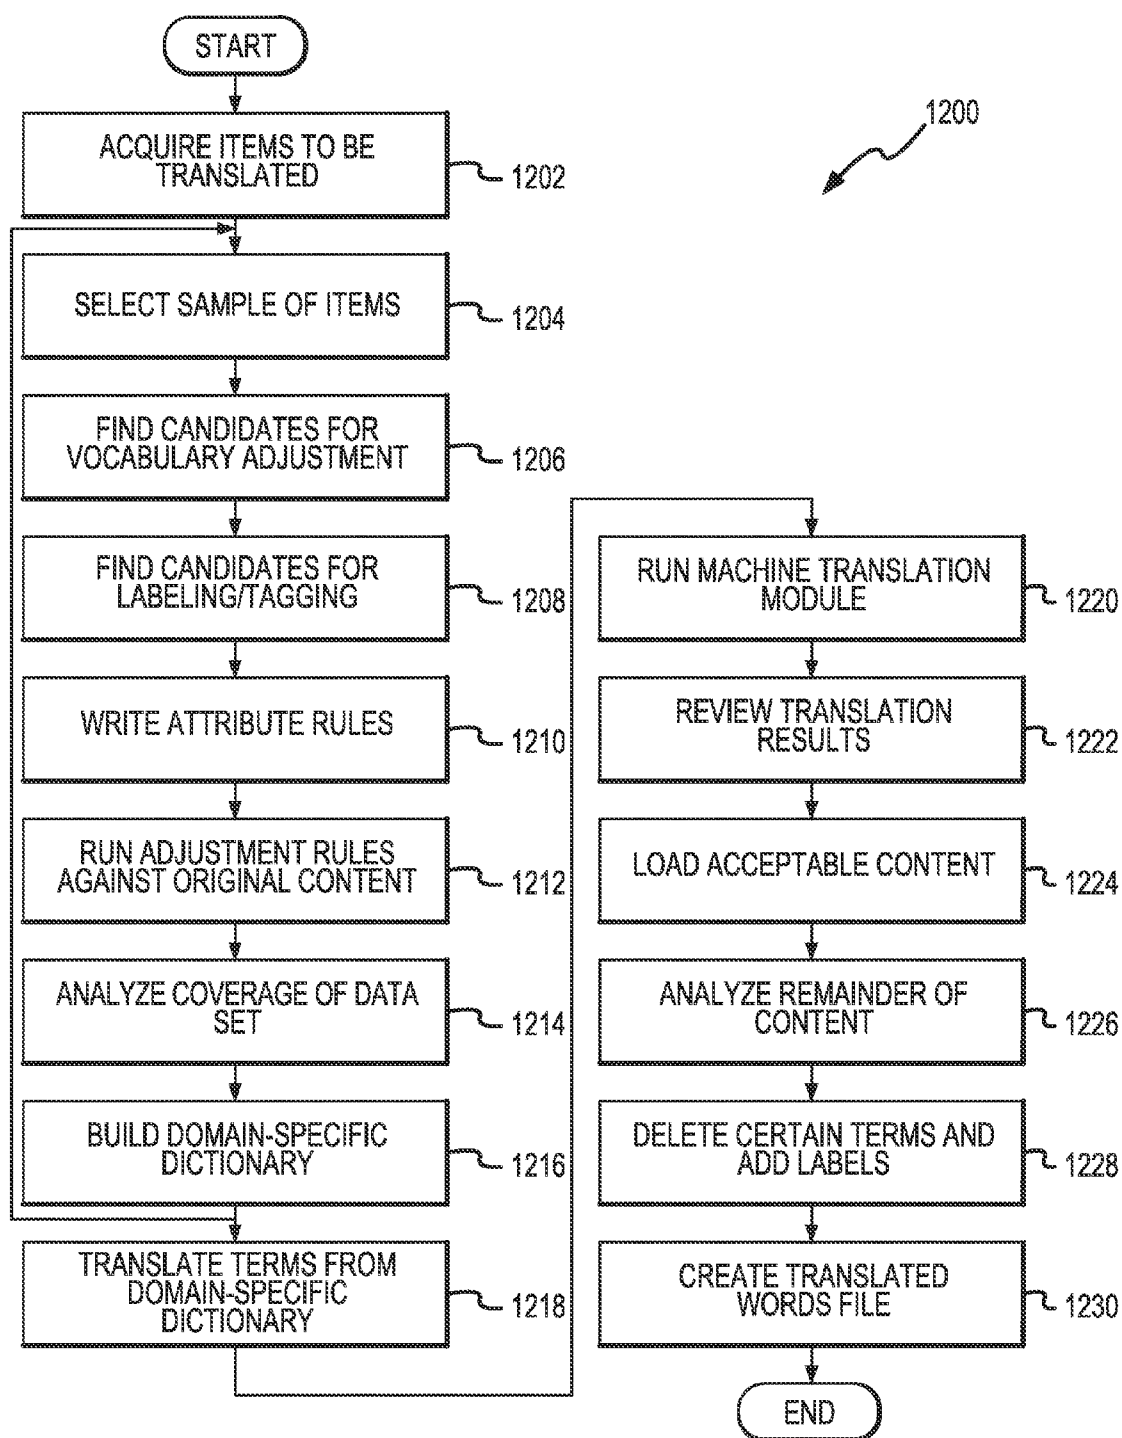 START
1200
ACQUIRE ITEMS TO BE
TRANSLATED
1202
SELECT SAMPLE OF ITEMS
1204
FIND CANDIDATES FOR
VOCABULARY ADJUSTMENT
1206
FIND CANDIDATES FOR
LABELING/TAGGING
1208
WRITE ATTRIBUTE RULES
1210
RUN ADJUSTMENT RULES
AGAINST ORIGINAL CONTENT
1212
ANALYZE COVERAGE OF DATA
SET
1214
BUILD DOMAIN-SPECIFIC
DICTIONARY
1216
TRANSLATE TERMS FROM
DOMAIN-SPECIFIC
DICTIONARY
1218
RUN MACHINE TRANSLATION
MODULE
1220
REVIEW TRANSLATION
RESULTS
1222
LOAD ACCEPTABLE CONTENT
1224
ANALYZE REMAINDER OF
CONTENT
1226
DELETE CERTAIN TERMS AND
ADD LABELS
1228
CREATE TRANSLATED
WORDS FILE
1230
END